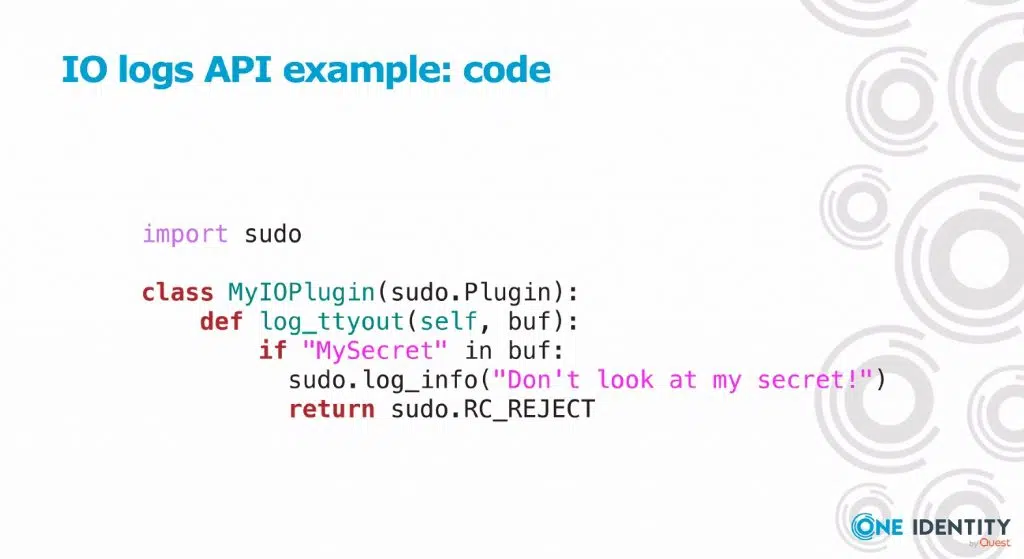 IO logs API example: code
import sudo
class MyIOPlugin(sudo.Plugin):
    def log_ttyout(self, buf):
        if "MySecret" in buf:
          sudo.log_info("Don't look at my secret!")
          return sudo.RC_REJECT
ONE IDENTITY
by Quest